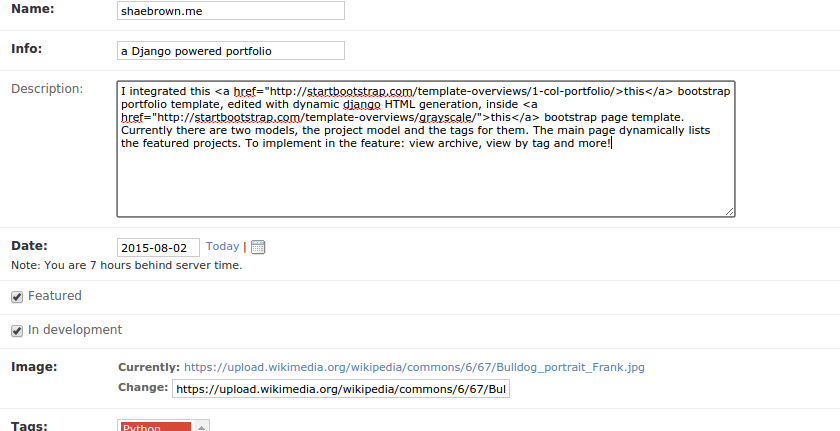 Name: shaebrown.me
Info: a Django powered portfolio
Description: I integrated this <a href="http://startbootstrap.com/template-overviews/1-col-portfolio/>this</a> bootstrap
portfolio template, edited with dynamic django HTML generation, inside <a
href="http://startbootstrap.com/template-overviews/grayscale/">this</a> bootstrap page template.
Currently there are two models, the project model and the tags for them. The main page dynamically lists
the featured projects. To implement in the feature: view archive, view by tag and more!
Date: 2015-08-02 Today |
Note: You are 7 hours behind server time.
Featured
In development
Image: Currently: https://upload.wikimedia.org/wikipedia/commons/6/67/Bulldog_portrait_Frank.jpg
Change: https://upload.wikimedia.org/wikipedia/commons/6/67/Bul
Tags: Python